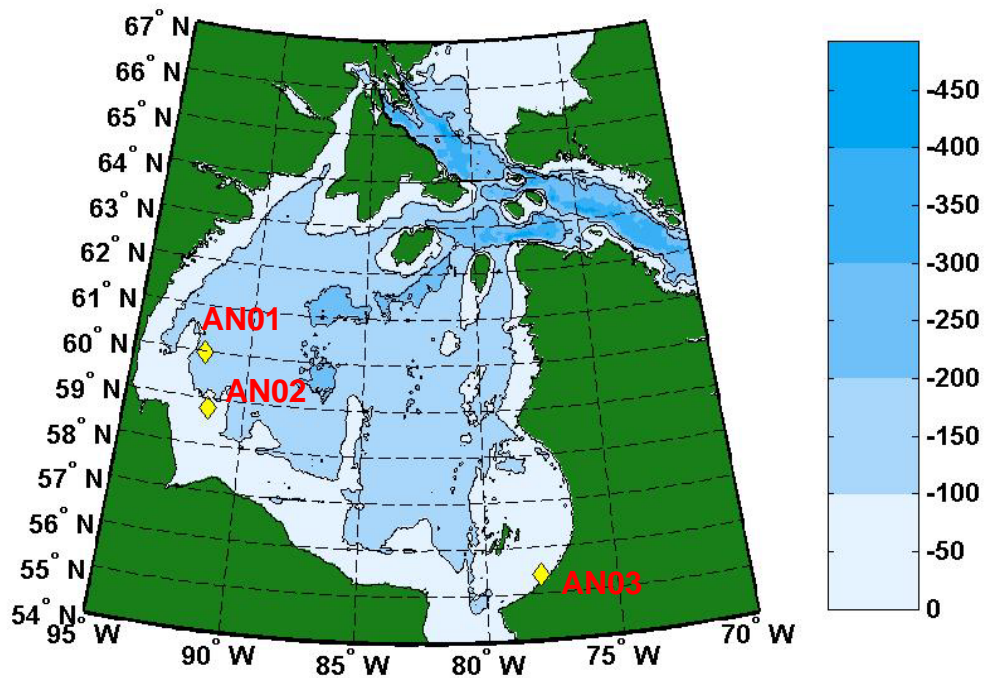 67° N
66° N
65° N
64° N
63° N
62° N
61° N
60° N
59° N
58° N
57° N
56° N
55° N
54° N
95° W
90° W
85° W
80° W
75° W
70° W
AN01
AN02
AN03
-450
-400
-350
-300
-250
-200
-150
-100
-50
0